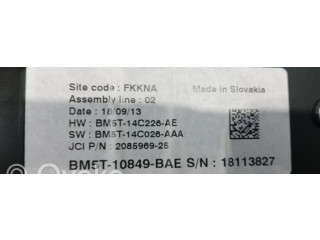 Site code : FKKNA
Made in Slovakia
Assembly line : 02
Date : 18/09/13
HW : BM5T-14C226-AE
SW : BM5T-14C026-AAA
JCI P/N : 2085969-25
BM5T-10849-BAE S/N : 18113827